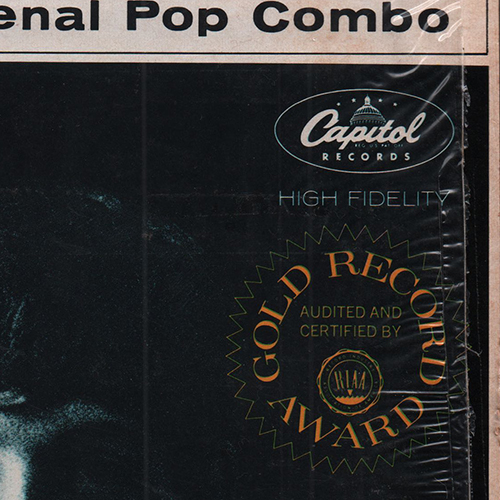 enal Pop Combo
Capitol
RECORDS
HIGH FIDELITY
GOLD RECORD
AUDITED AND
CERTIFIED BY
RIAA
AWARD